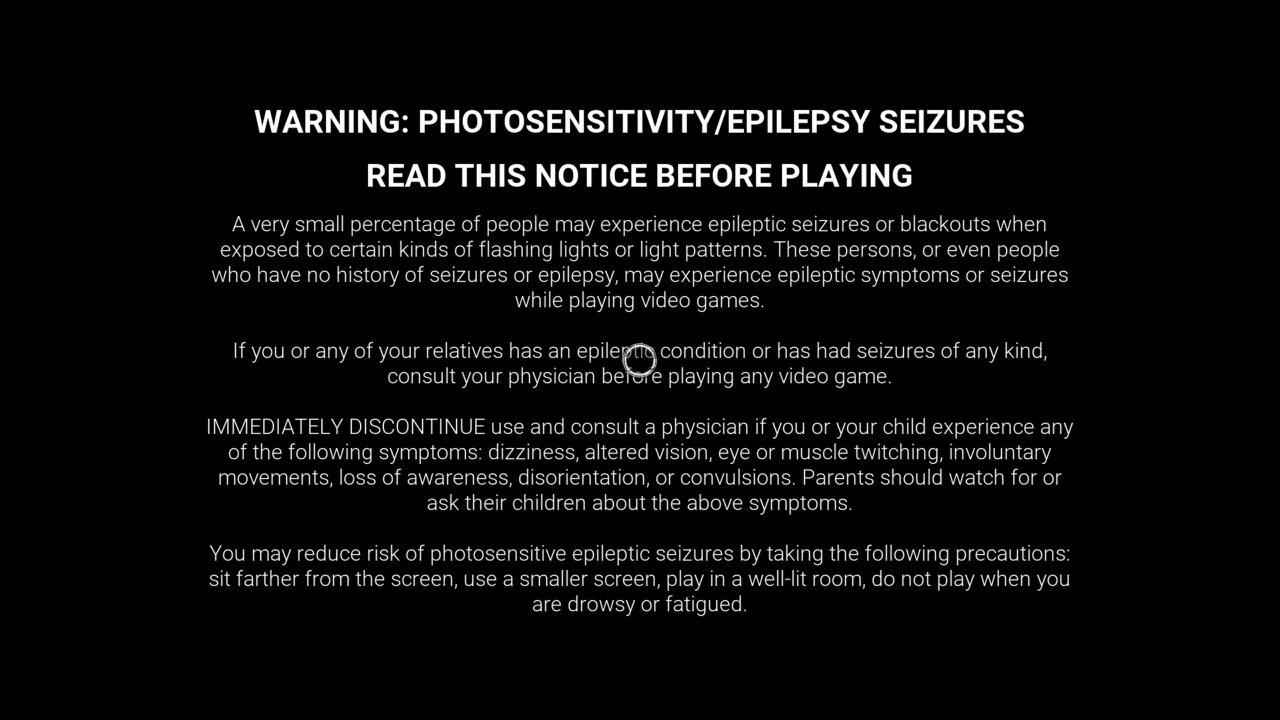 WARNING: PHOTOSENSITIVITY/EPILEPSY SEIZURES
READ THIS NOTICE BEFORE PLAYING
A very small percentage of people may experience epileptic seizures or blackouts when
exposed to certain kinds of flashing lights or light patterns. These persons, or even people
who have no history of seizures or epilepsy, may experience epileptic symptoms or seizures
while playing video games.
If you or any of your relatives has an epileptic condition or has had seizures of any kind,
consult your physician before playing any video game.
IMMEDIATELY DISCONTINUE use and consult a physician if you or your child experience any
of the following symptoms: dizziness, altered vision, eye or muscle twitching, involuntary
movements, loss of awareness, disorientation, or convulsions. Parents should watch for or
ask their children about the above symptoms.
You may reduce risk of photosensitive epileptic seizures by taking the following precautions:
sit farther from the screen, use a smaller screen, play in a well-lit room, do not play when you
are drowsy or fatigued.